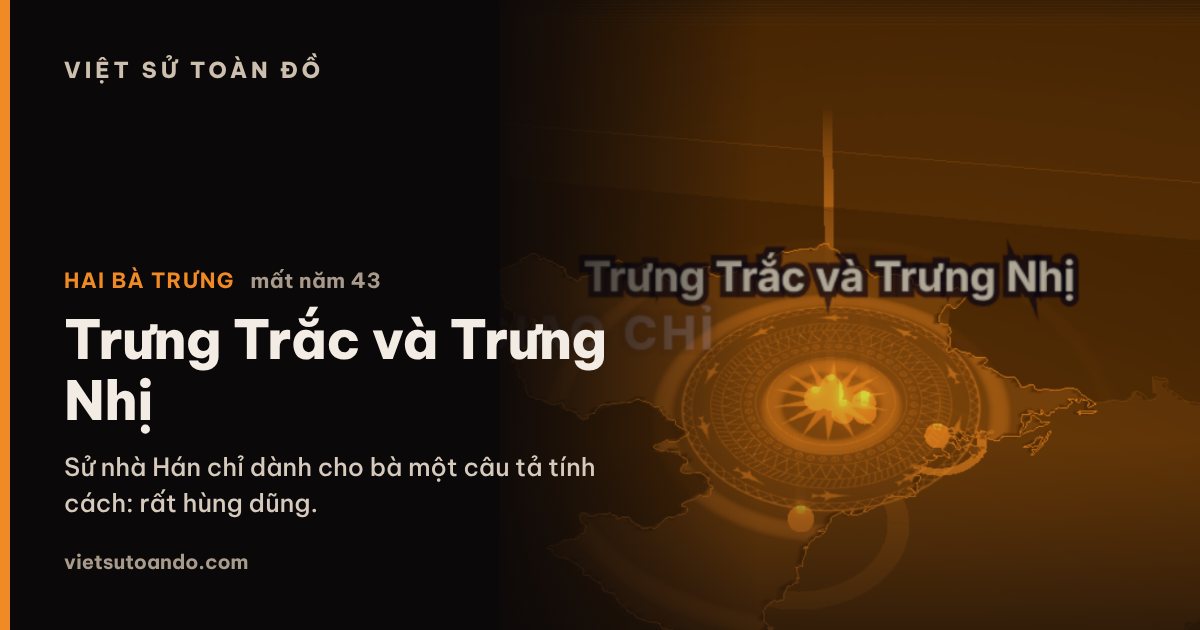 VIỆT SỬ TOÀN ĐỒ
HAI BÀ TRƯNG mất năm 43
Trưng Trắc và Trưng
Nhị
Sử nhà Hán chỉ dành cho bà một câu tả tính
cách: rất hùng dũng.
vietsutoando.com
Trưng Trắc và Trưng Nhị
CHỈ